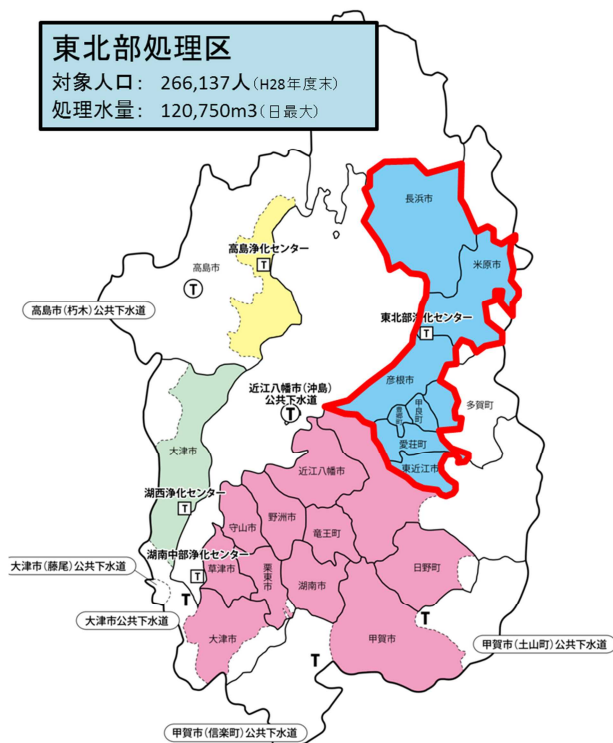 東北部処理区
対象人口： 266,137人(H28年度末)
処理水量： 120,750m3(日最大)
長浜市
米原市
高島浄化センター
T
高島市
T
高島市(朽木)公共下水道
東北部浄化センター
T
彦根市
近江八幡市(沖島)
公共下水道
T
甲良町
豊郷町
多賀町
愛荘町
東近江市
大津市
近江八幡市
湖西浄化センター
T
野洲市
守山市
竜王町
湖南中部浄化センター
T
大津市(藤尾)公共下水道
草津市
栗東市
湖南市
日野町
T
大津市公共下水道
大津市
甲賀市
T
甲賀市(土山町)公共下水道
T
甲賀市(信楽町)公共下水道